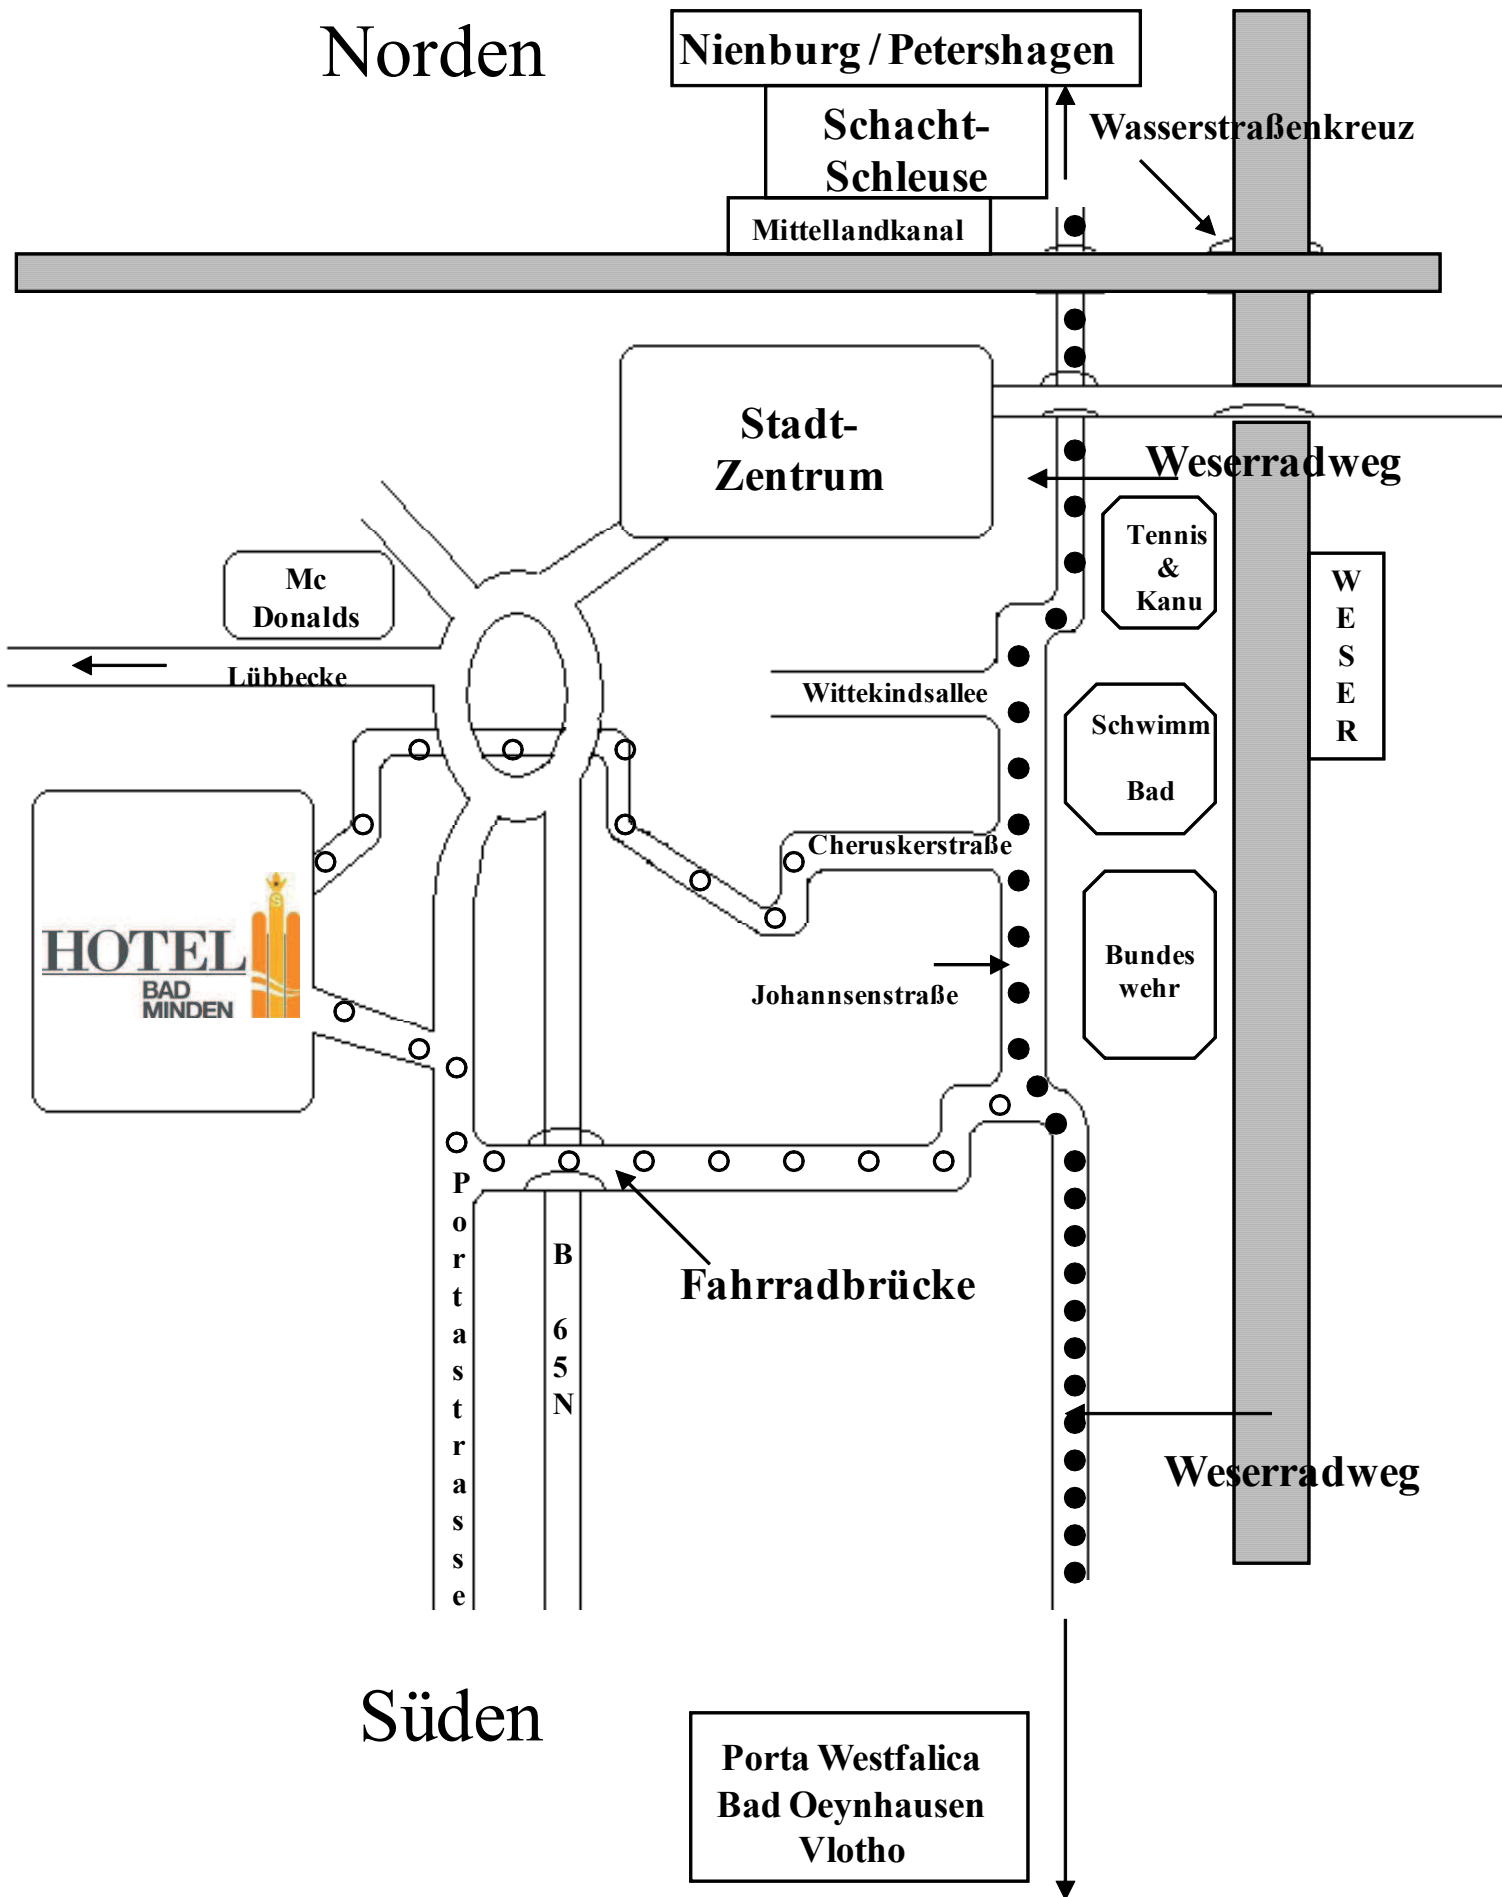 Norden
Nienburg / Petershagen
Schacht-
Schleuse
Wasserstraßenkreuz
Mittellandkanal
Stadt-
Zentrum
Weserradweg
Tennis
&
Kanu
Mc
Donalds
W
E
S
E
R
Lübbecke
Wittekindsallee
Schwimm
Bad
Cheruskerstraße
HOTEL
BAD
MINDEN
S
Bundes
wehr
Johannsenstraße
P
o
r
t
a
s
t
r
a
s
s
e
B
6
5
N
Fahrradbrücke
Weserradweg
Süden
Porta Westfalica
Bad Oeynhausen
Vlotho